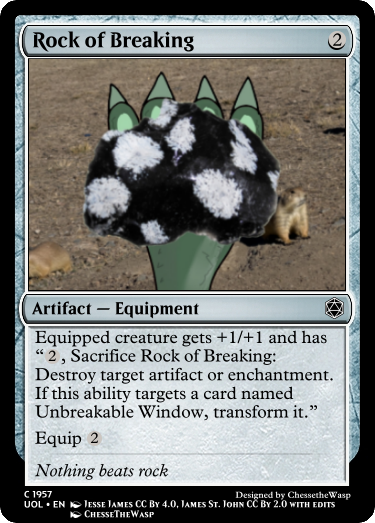 Rock of Breaking 2
Artifact — Equipment
Equipped creature gets +1/+1 and has
“ 2 , Sacrifice Rock of Breaking:
Destroy target artifact or enchantment.
If this ability targets a card named
Unbreakable Window, transform it.”
Equip 2
Nothing beats rock
C 1957 Designed by ChessetheWasp
UOL • EN Jesse James CC By 4.0, James St. John CC By 2.0 with edits
ChesseTheWasp